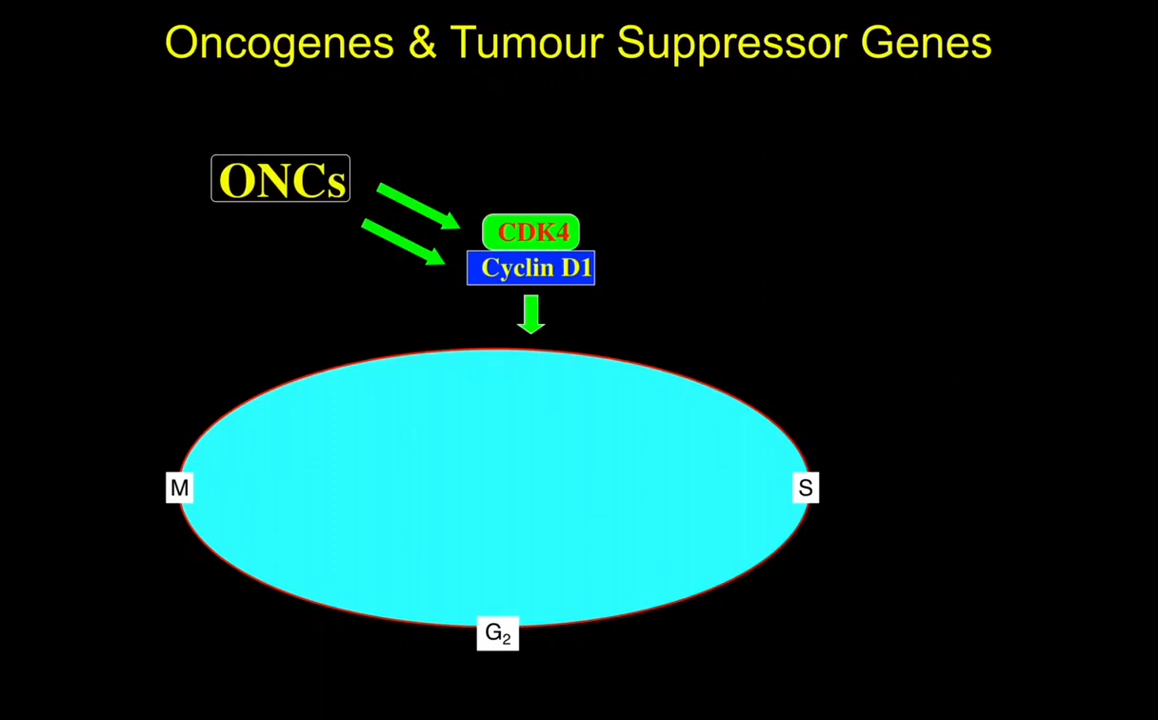 Oncogenes & Tumour Suppressor Genes
ONCs
CDK4
Cyclin D1
M
S
G₂